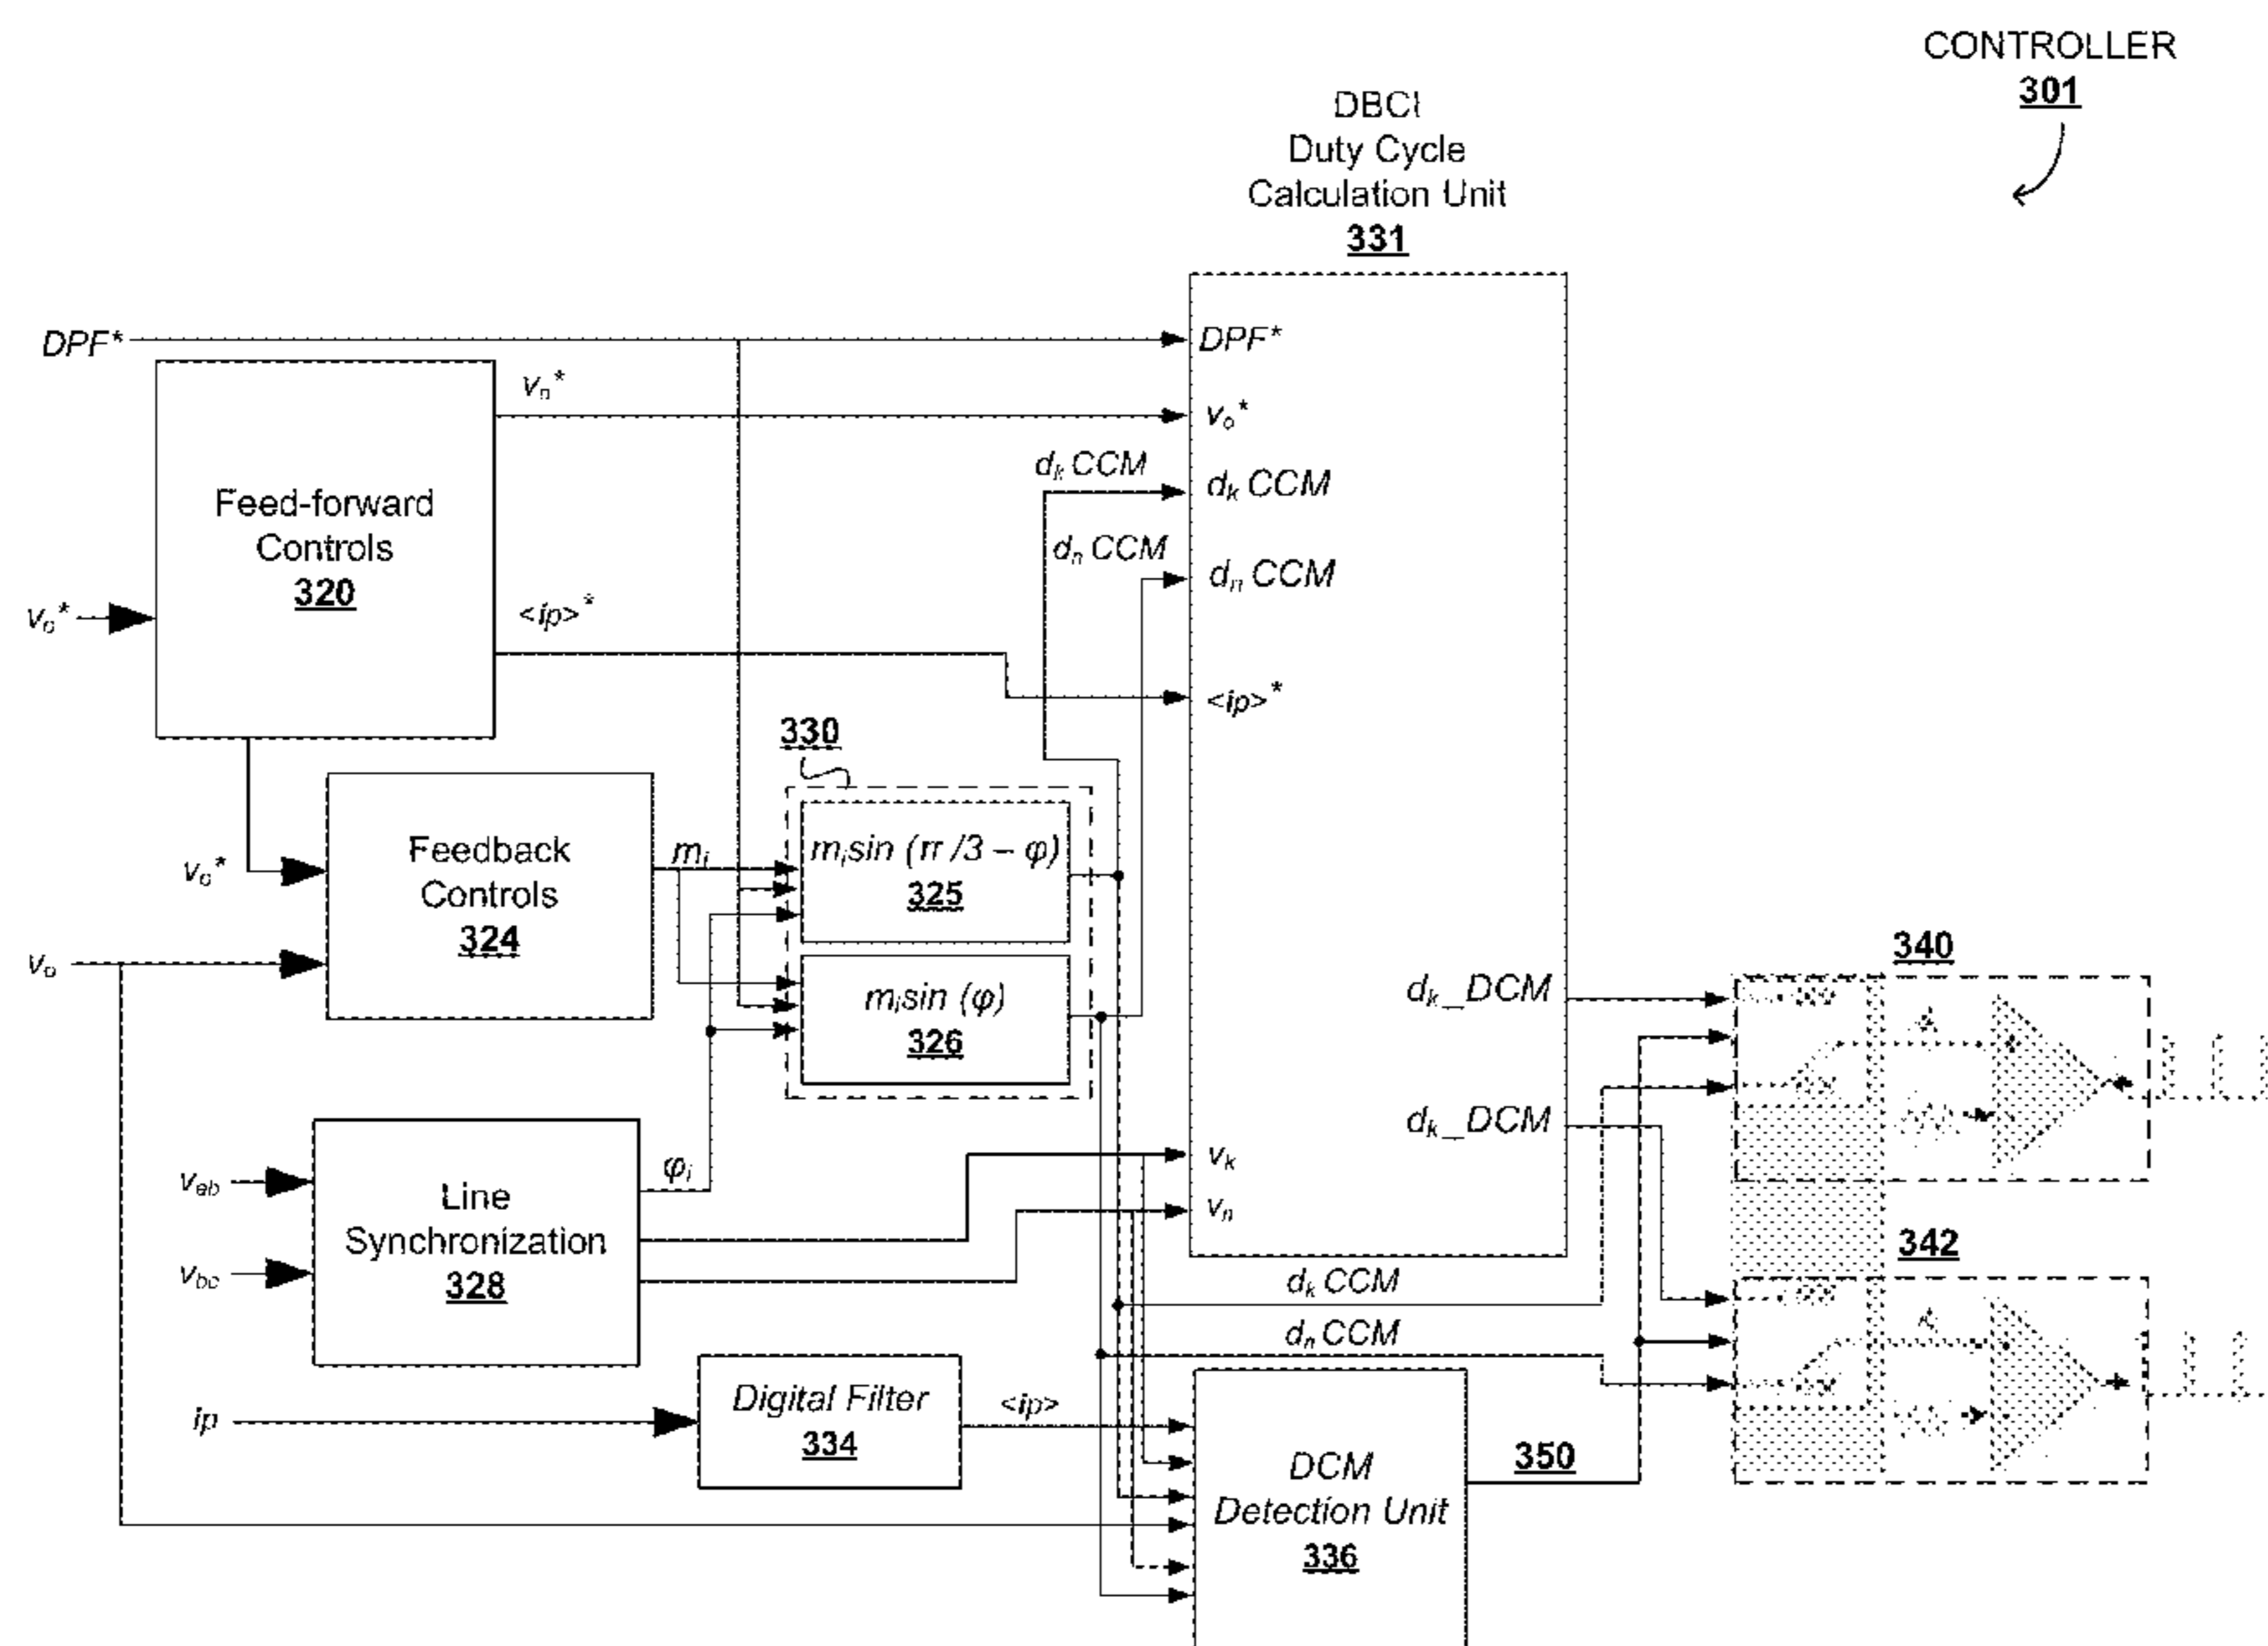 CONTROLLER
301
DBCI
Duty Cycle
Calculation Unit
331
DPF*
DPF*
vₙ*
vₒ*
Feed-forward
Controls
320
dₖ CCM
dₖ CCM
dₙ CCM
dₙ CCM
vₒ*
<ip>*
<ip>*
330
Feedback
Controls
324
vₒ*
vₒ
mᵢ
mᵢsin (π/3 – φ)
325
mᵢsin (φ)
326
dₖ_DCM
340
dₖ_DCM
vₖ
vₙ
φᵢ
Line
Synchronization
328
vab
vbc
342
dₖ CCM
dₙ CCM
ip
Digital Filter
334
<ip>
DCM
Detection Unit
336
350